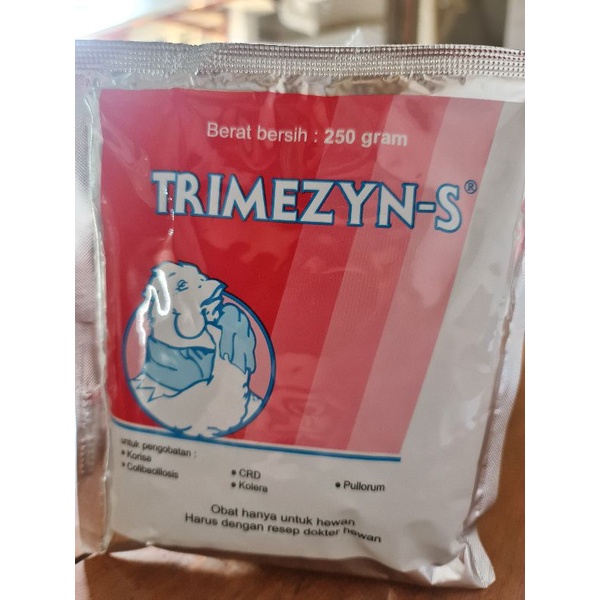 Berat bersih : 250 gram
TRIMEZYN-S®
untuk pengobatan :
• Korisa
• Colibacillosis
• CRD
• Kolera
• Pullorum
Obat hanya untuk hewan
Harus dengan resep dokter hewan